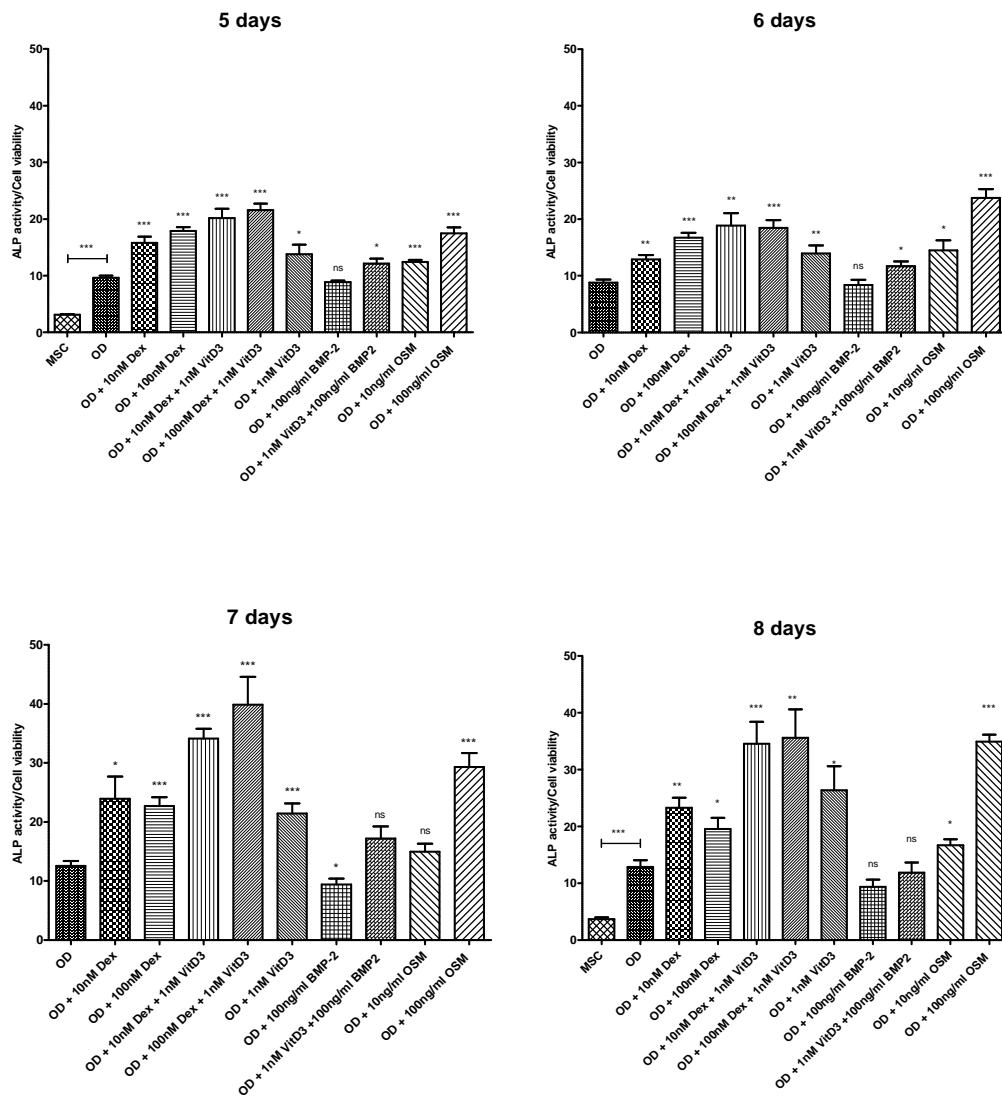 5 days
ALP activity/Cell viability
50
40
30
20
10
0
***
***
***
***
***
*
ns
*
***
***
MSC
OD
OD + 10nM Dex
OD + 100nM Dex
OD + 10nM Dex + 1nM VitD3
OD + 100nM Dex + 1nM VitD3
OD + 1nM VitD3
OD + 100ng/ml BMP-2
OD + 1nM VitD3 +100ng/ml BMP2
OD + 10ng/ml OSM
OD + 100ng/ml OSM
6 days
ALP activity/Cell viability
50
40
30
20
10
0
**
***
**
***
**
ns
*
*
***
OD
OD + 10nM Dex
OD + 100nM Dex
OD + 10nM Dex + 1nM VitD3
OD + 100nM Dex + 1nM VitD3
OD + 1nM VitD3
OD + 100ng/ml BMP-2
OD + 1nM VitD3 +100ng/ml BMP2
OD + 10ng/ml OSM
OD + 100ng/ml OSM
7 days
ALP activity/Cell viability
50
40
30
20
10
0
*
***
***
***
***
*
ns
ns
***
OD
OD + 10nM Dex
OD + 100nM Dex
OD + 10nM Dex + 1nM VitD3
OD + 100nM Dex + 1nM VitD3
OD + 1nM VitD3
OD + 100ng/ml BMP-2
OD + 1nM VitD3 +100ng/ml BMP2
OD + 10ng/ml OSM
OD + 100ng/ml OSM
8 days
ALP activity/Cell viability
50
40
30
20
10
0
***
**
*
***
**
*
ns
ns
*
***
MSC
OD
OD + 10nM Dex
OD + 100nM Dex
OD + 10nM Dex + 1nM VitD3
OD + 100nM Dex + 1nM VitD3
OD + 1nM VitD3
OD + 100ng/ml BMP-2
OD + 1nM VitD3 +100ng/ml BMP2
OD + 10ng/ml OSM
OD + 100ng/ml OSM